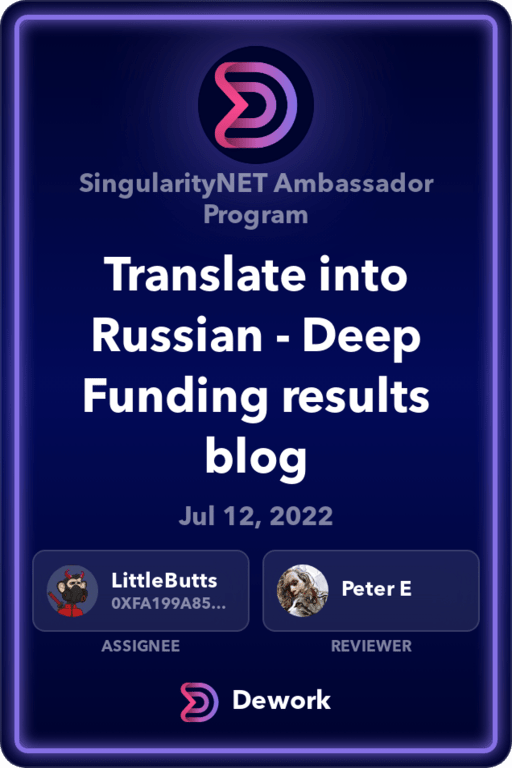 SingularityNET Ambassador
Program
Translate into
Russian - Deep
Funding results
blog
Jul 12, 2022
LittleButts
0XFA199A85...
ASSIGNEE
Peter E
REVIEWER
Dework